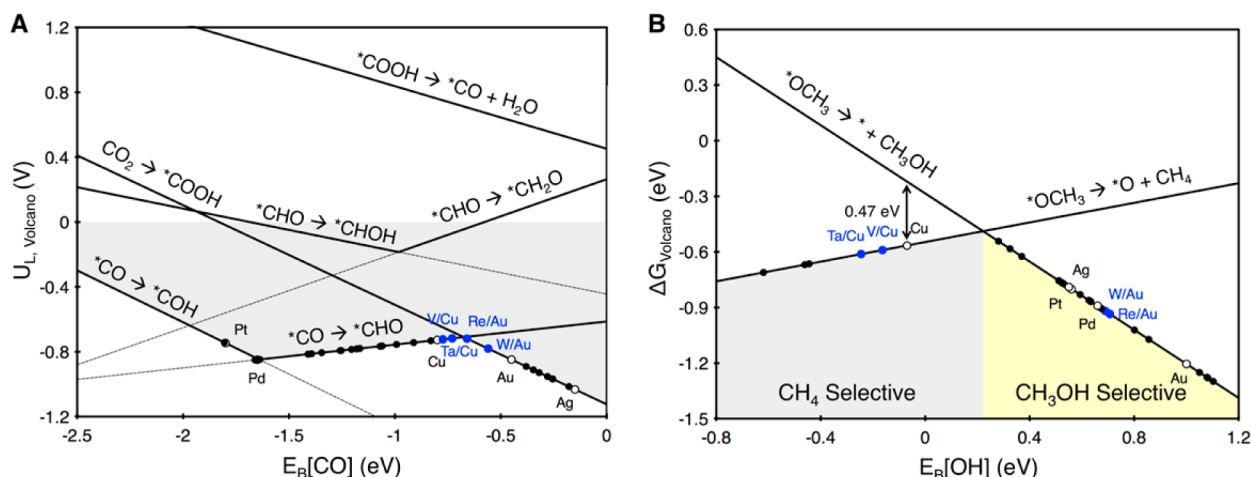 A
U_L, Volcano (V)
1.2
0.8
0.4
0
-0.4
-0.8
-1.2
*COOH → *CO + H₂O
CO₂ → *COOH
*CHO → *CH₂O
*CHO → *CHOH
*CO → *COH
*CO → *CHO
Pt
Pd
V/Cu
Re/Au
Ta/Cu
W/Au
Cu
Au
Ag
-2.5
-2
-1.5
-1
-0.5
0
E_B[CO] (eV)
B
ΔG_Volcano (eV)
0.6
0.3
0
-0.3
-0.6
-0.9
-1.2
-1.5
*OCH₃ → * + CH₃OH
*OCH₃ → *O + CH₄
0.47 eV
Ta/Cu
V/Cu
Cu
Ag
Pt
W/Au
Pd
Re/Au
Au
CH₄ Selective
CH₃OH Selective
-0.8
-0.4
0
0.4
0.8
1.2
E_B[OH] (eV)